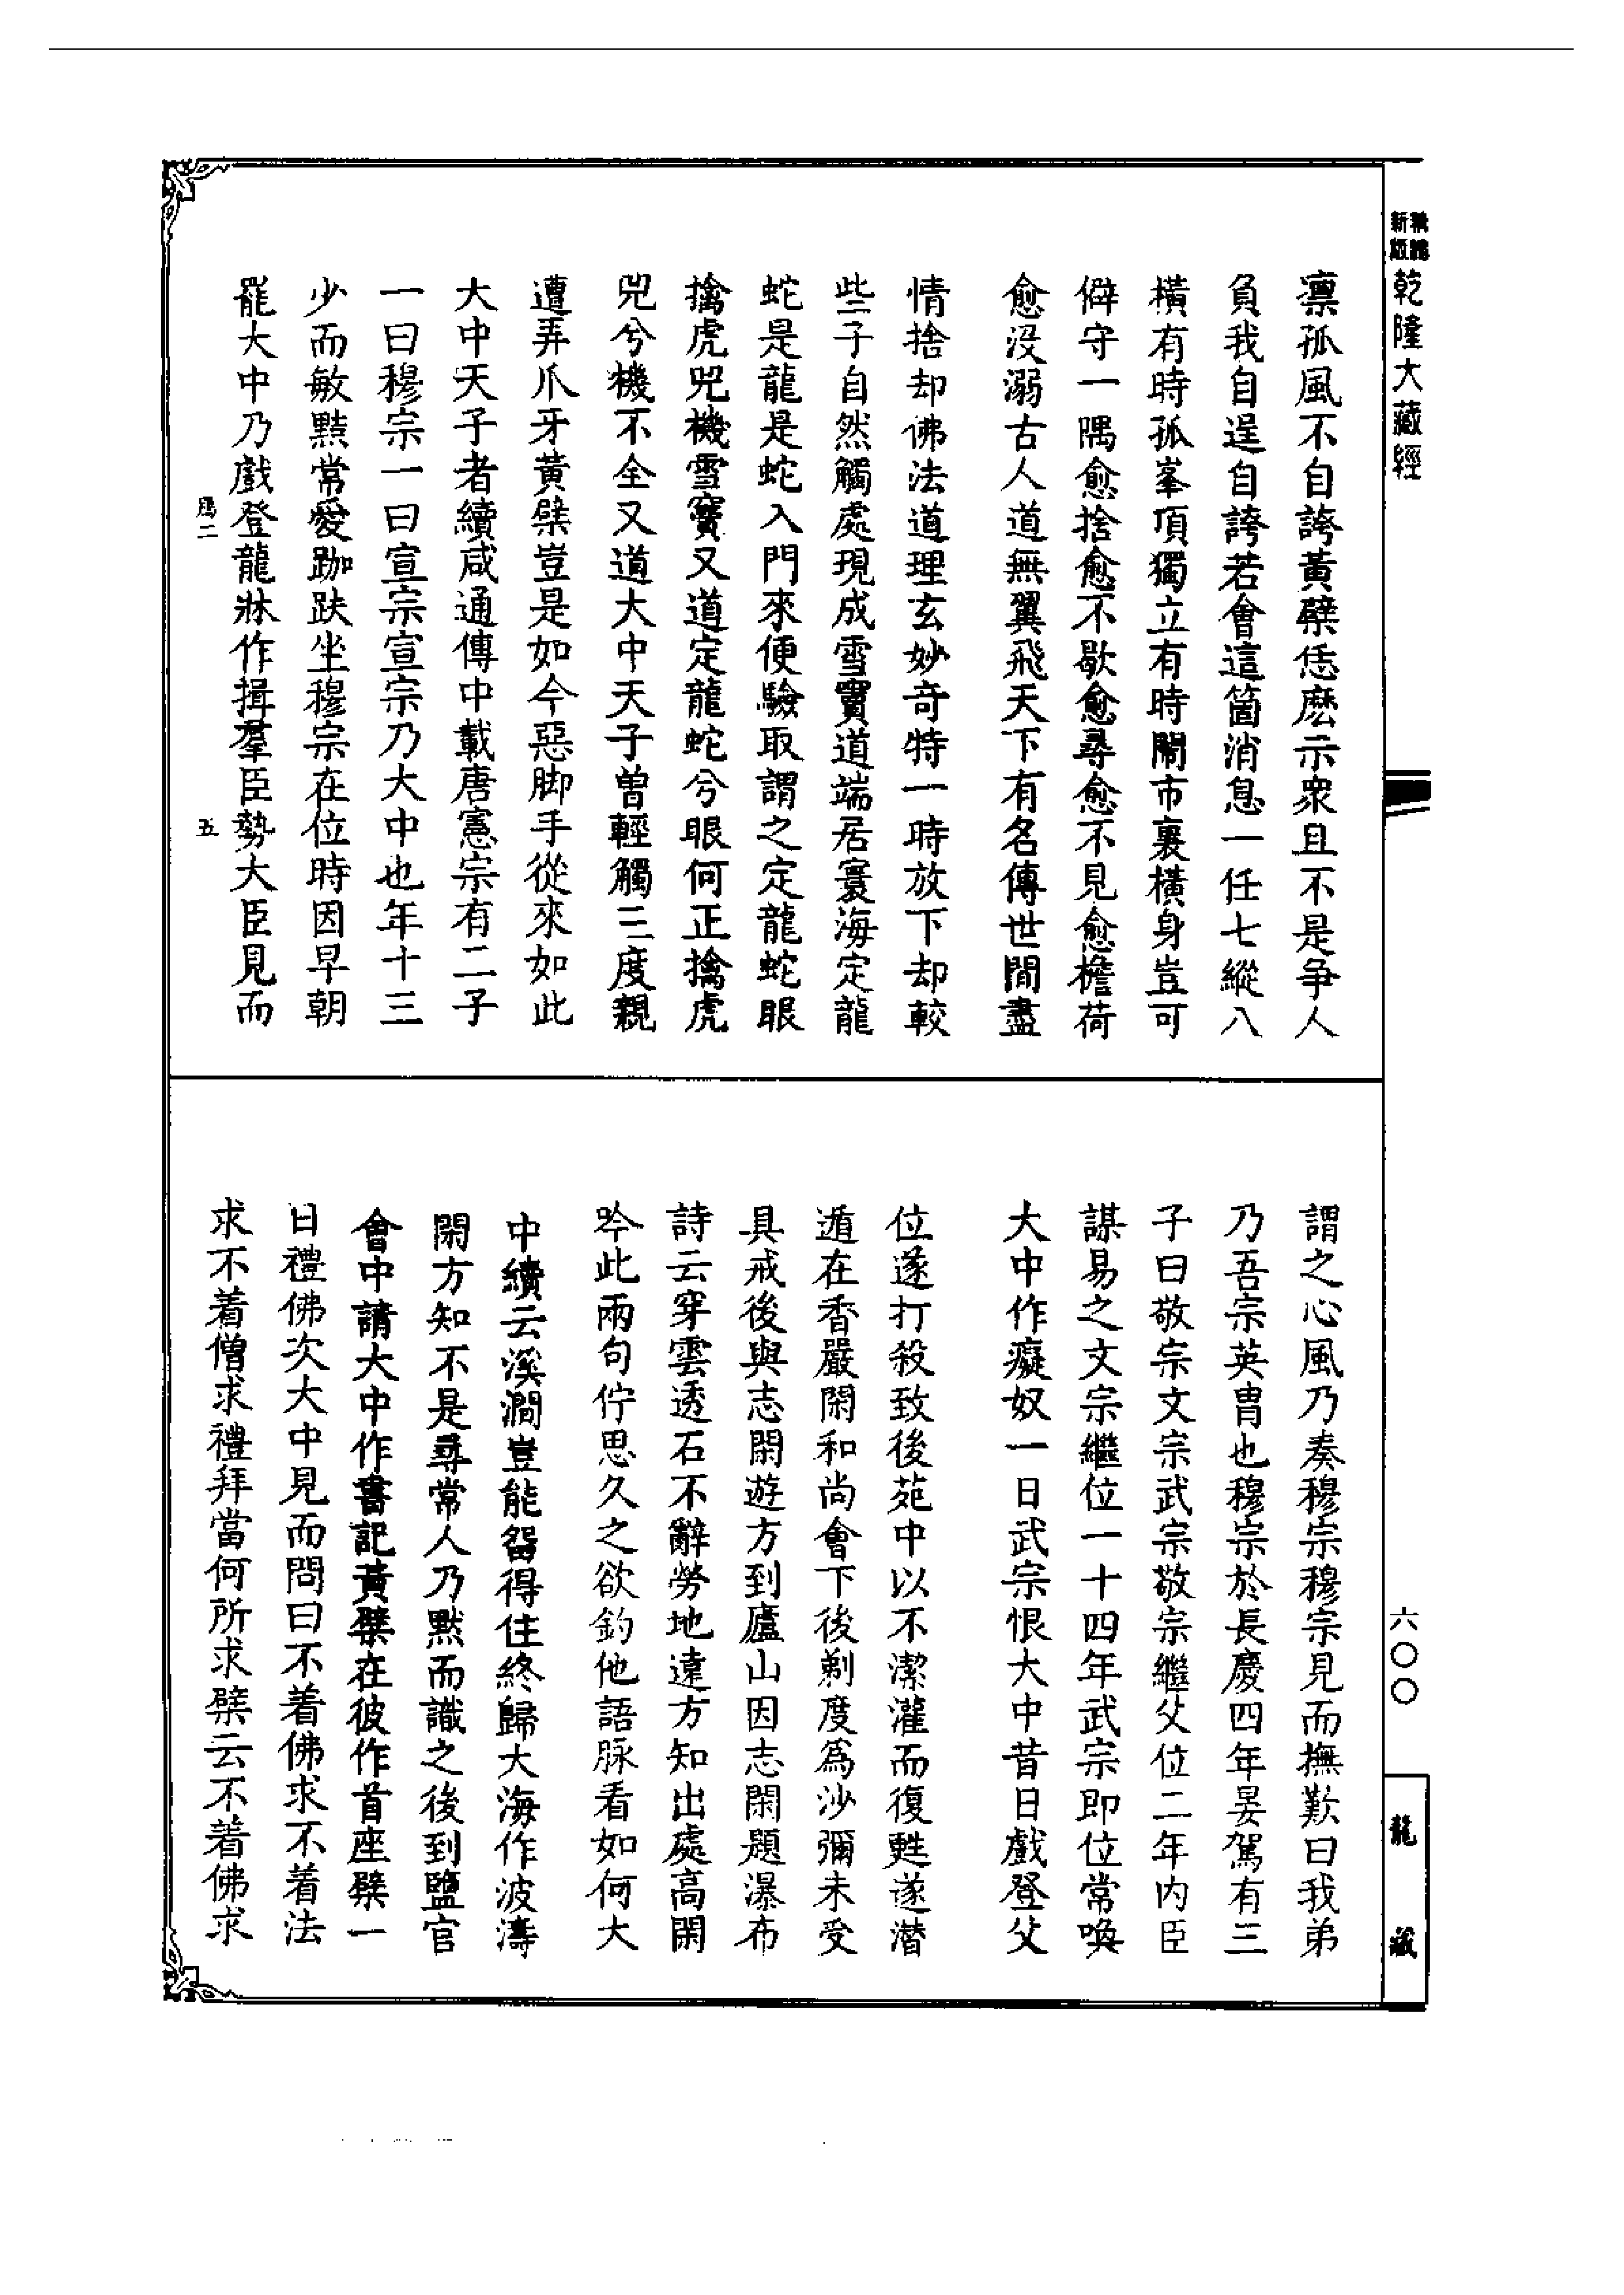 新版
乾隆大藏經
凛孤風不自誇黃檗恁麽示衆且不是争人
負我自逞自誇若會這箇消息一任七縱八
橫有時孤峯頂獨立有時鬧市裏橫身豈可
僻守一隅愈捨愈不歇愈尋愈不見愈擔荷
愈没溺古人道無翼飛天下有名傳世間盡
情捨却佛法道理玄妙奇特一時放下却較
些子自然觸處現成雪竇道端居寰海定龍
蛇是龍是蛇入門來便驗取謂之定龍蛇眼
擒虎兕機雪竇又道定龍蛇兮眼何正擒虎
兕兮機不全又道大中天子曾輕觸三度親
遭弄爪牙黃檗豈是如今惡脚手從來如此
大中天子者續咸通傳中載唐憲宗有二子
一曰穆宗一曰宣宗宣宗乃大中也年十三
少而敏黠常愛跏趺坐穆宗在位時因早朝
罷大中乃戲登龍牀作揖羣臣勢大臣見而
二
五
謂之心風乃奏穆宗穆宗見而撫歎曰我弟
乃吾宗英胄也穆宗於長慶四年晏駕有三
子曰敬宗文宗武宗敬宗繼父位二年内臣
謀易之文宗繼位一十四年武宗即位常喚
大中作癡奴一日武宗恨大中昔日戲登父
位遂打殺致後苑中以不潔灌而復甦遂潛
遁在香嚴閑和尚會下後剃度為沙彌未受
具戒後與志閑遊方到廬山因志閑題瀑布
詩云穿雲透石不辭勞地遠方知出處高閑
吟此兩句佇思久之欲釣他語脉看如何大
中續云溪澗豈能留得住終歸大海作波濤
閑方知不是尋常人乃默而識之後到鹽官
會中請大中作書記黃檗在彼作首座檗一
日禮佛次大中見而問曰不着佛求不着法
求不着僧求禮拜當何所求檗云不着佛求
六〇〇
龍藏